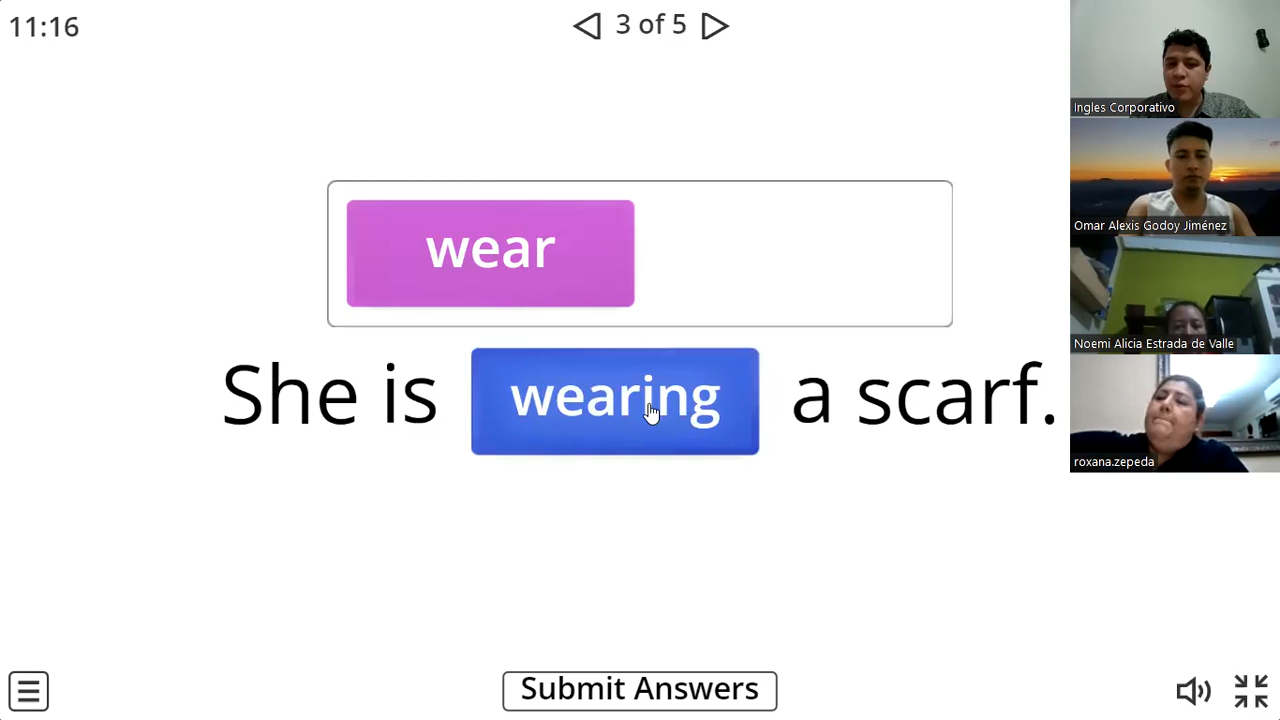 11:16
3 of 5
wear
She is wearing a scarf.
Submit Answers
Ingles Corporativo
Omar Alexis Godoy Jiménez
Noemi Alicia Estrada de Valle
roxana.zepeda